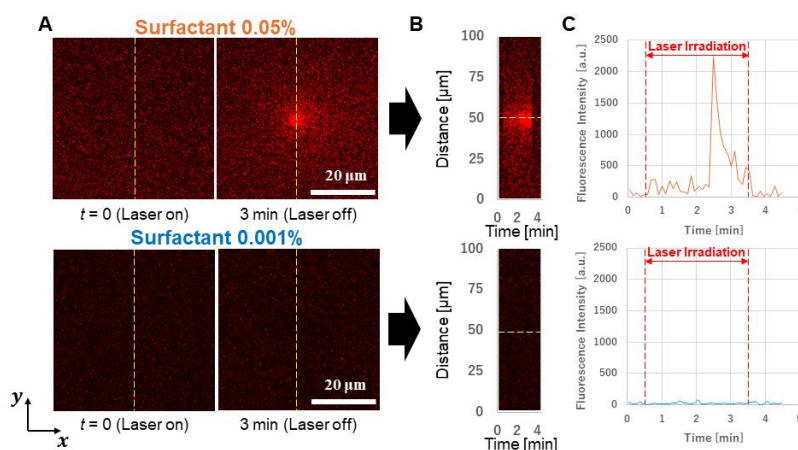 A
Surfactant 0.05%
20 μm
t = 0 (Laser on)
3 min (Laser off)
Surfactant 0.001%
20 μm
t = 0 (Laser on)
3 min (Laser off)
y
x
B
Distance [μm]
100
50
0
0 2 4
Time [min]
Distance [μm]
100
50
0
0 2 4
Time [min]
C
Fluorescence Intensity [a.u.]
2500
2000
1500
1000
500
0
Laser Irradiation
0 1 2 3 4
Time [min]
Fluorescence Intensity [a.u.]
2500
2000
1500
1000
500
0
Laser Irradiation
0 1 2 3 4
Time [min]